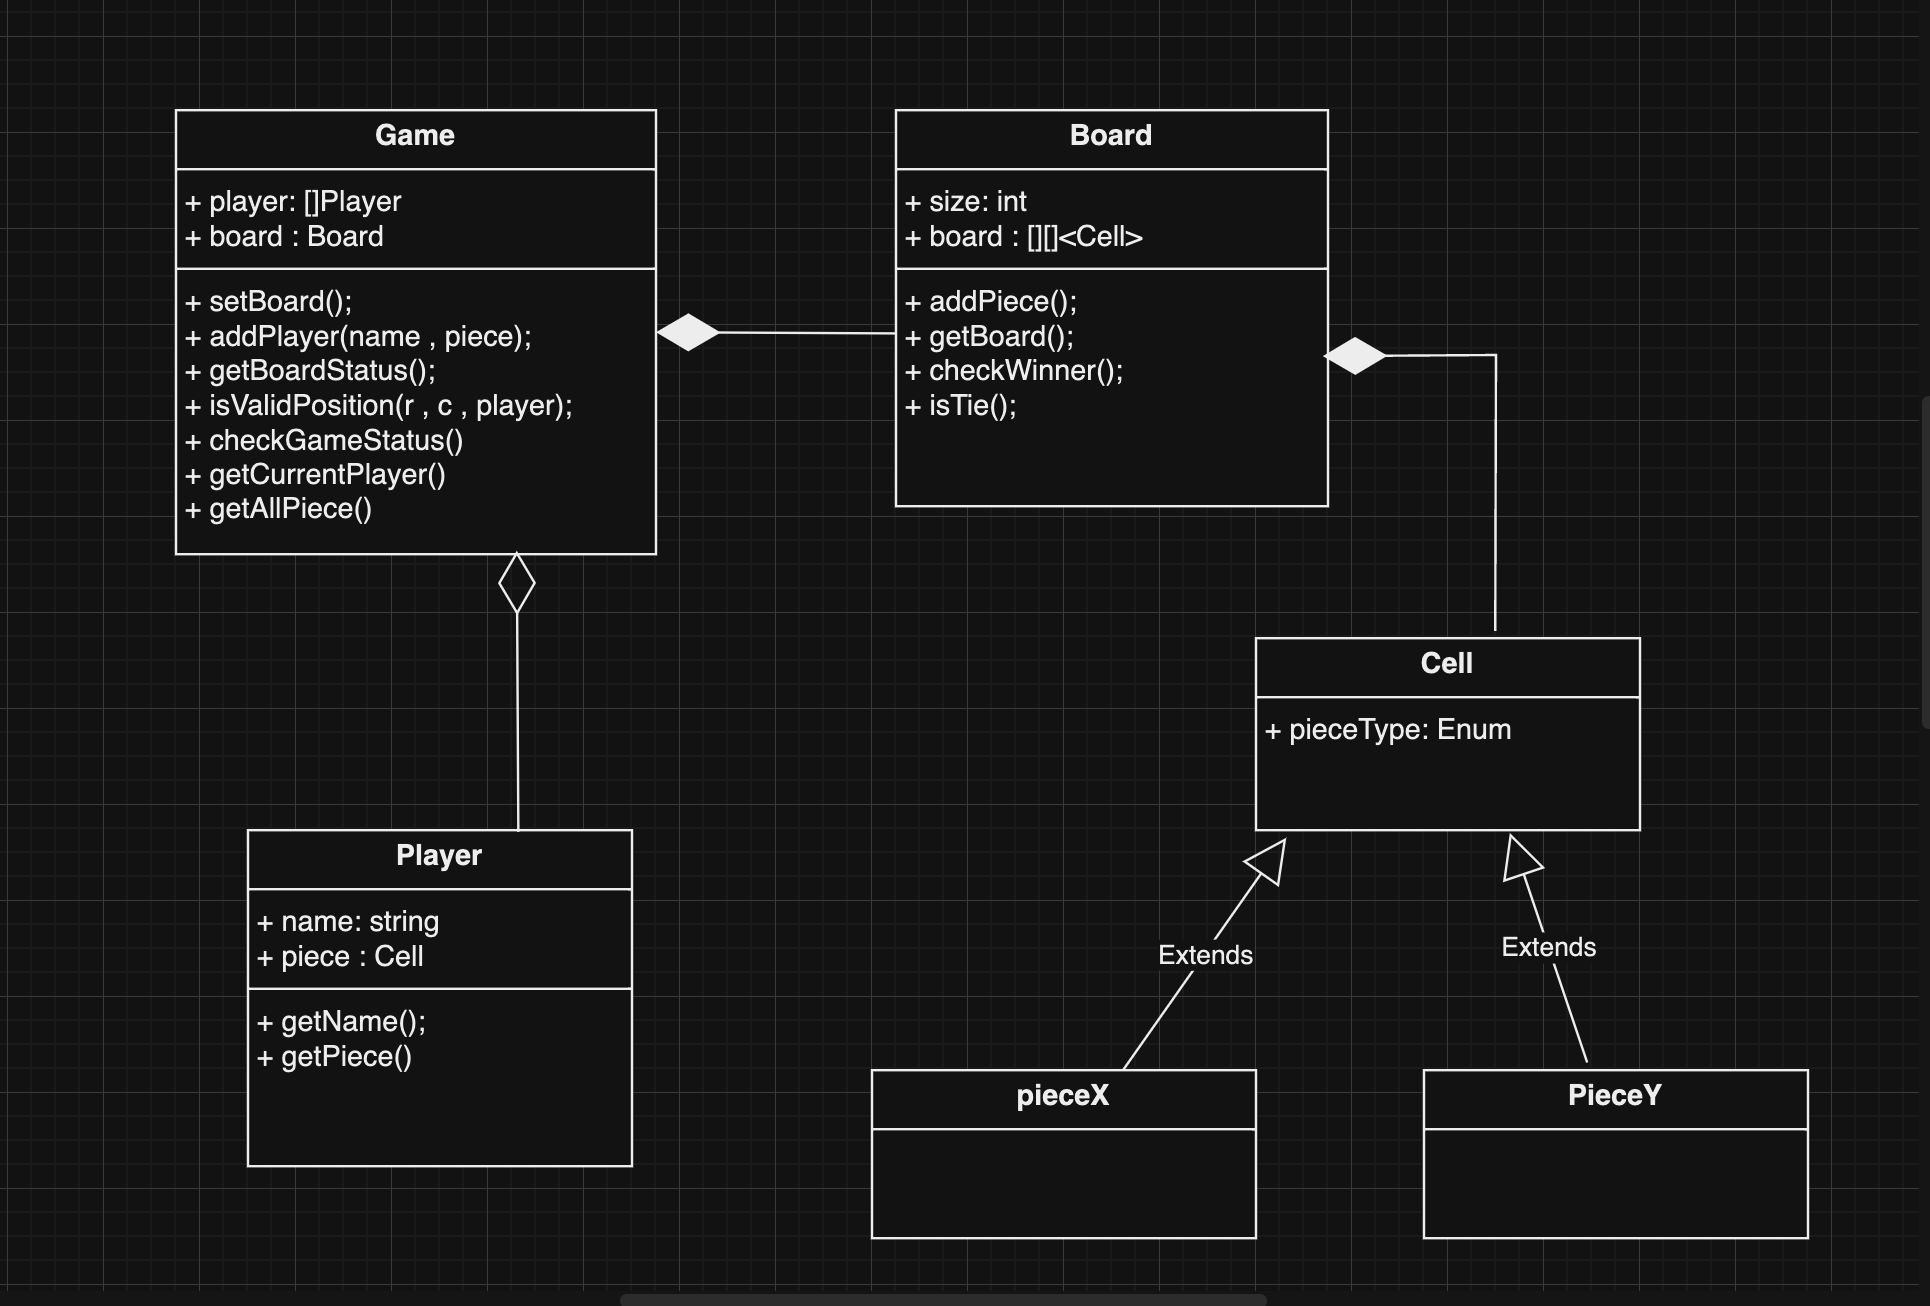 Game
+ player: []Player
+ board : Board
+ setBoard();
+ addPlayer(name , piece);
+ getBoardStatus();
+ isValidPosition(r , c , player);
+ checkGameStatus()
+ getCurrentPlayer()
+ getAllPiece()
Board
+ size: int
+ board : [][]<Cell>
+ addPiece();
+ getBoard();
+ checkWinner();
+ isTie();
Cell
+ pieceType: Enum
Player
+ name: string
+ piece : Cell
+ getName();
+ getPiece()
Extends
Extends
pieceX
PieceY